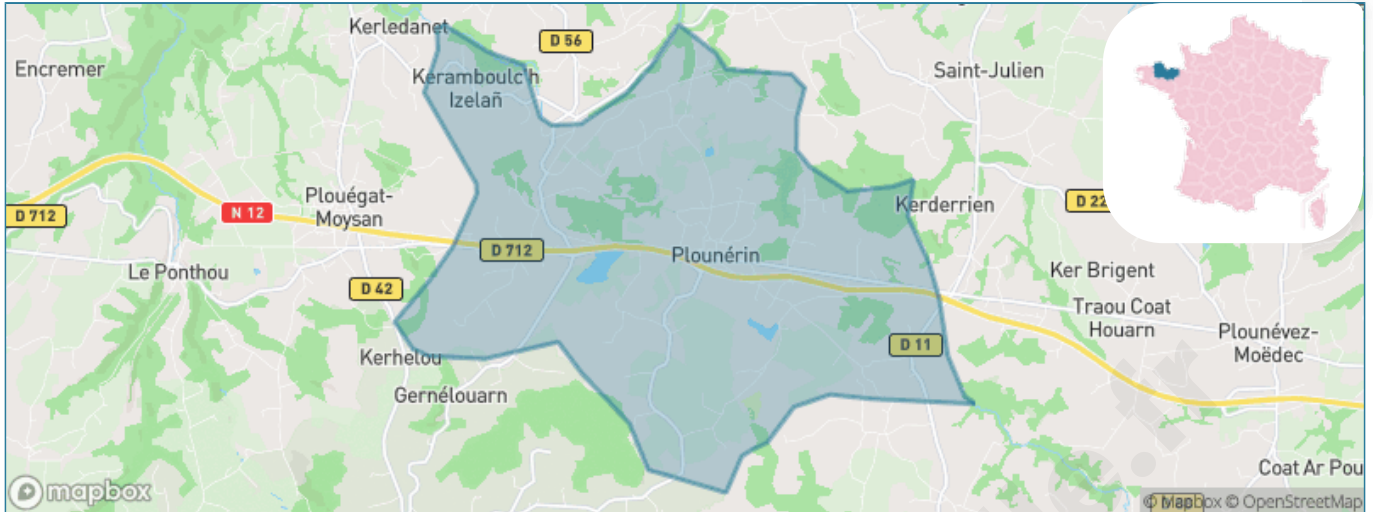 Kerledanet
D 56
Encremer
Saint-Julien
Keramboulc'h
Izelañ
Plouégat-
Moysan
Kerderrien
D 712
N 12
D 22
D 712
Plounérin
Le Ponthou
Ker Brigent
D 42
Traou Coat
Houarn
Plounévez-
Moëdec
D 11
Kerhelou
Gernélouarn
Coat Ar Pou
mapbox
© Mapbox © OpenStreetMap